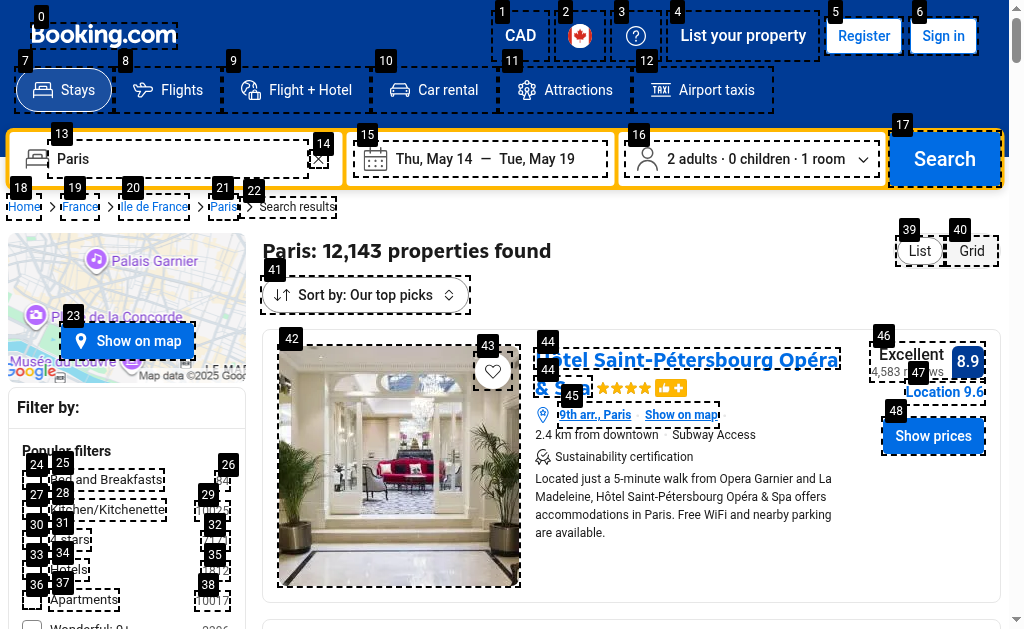 Booking.com
CAD
List your property
Register
Sign in
Stays
Flights
Flight + Hotel
Car rental
Attractions
Airport taxis
Paris
Thu, May 14 — Tue, May 19
2 adults · 0 children · 1 room
Search
Home
France
Ile de France
Paris
Search results
Palais Garnier
Place de la Concorde
Show on map
Musée du Louvre
Google
Map data ©2025 Goo
Filter by:
Popular filters
Bed and Breakfasts
84
Kitchen/Kitchenette
10025
4 stars
Hotels
Apartments
10017
Wonderful: 9+
Paris: 12,143 properties found
List
Grid
Sort by: Our top picks
Hôtel Saint-Pétersbourg Opéra
& Spa
9th arr., Paris
Show on map
2.4 km from downtown · Subway Access
Sustainability certification
Located just a 5-minute walk from Opera Garnier and La
Madeleine, Hôtel Saint-Pétersbourg Opéra & Spa offers
accommodations in Paris. Free WiFi and nearby parking
are available.
Excellent
4,583 reviews
8.9
Location 9.6
Show prices
0
1
2
3
4
5
6
7
8
9
10
11
12
13
14
15
16
17
18
19
20
21
22
23
24
25
26
27
28
29
30
31
32
33
34
35
36
37
38
39
40
41
42
43
44
44
45
46
47
48